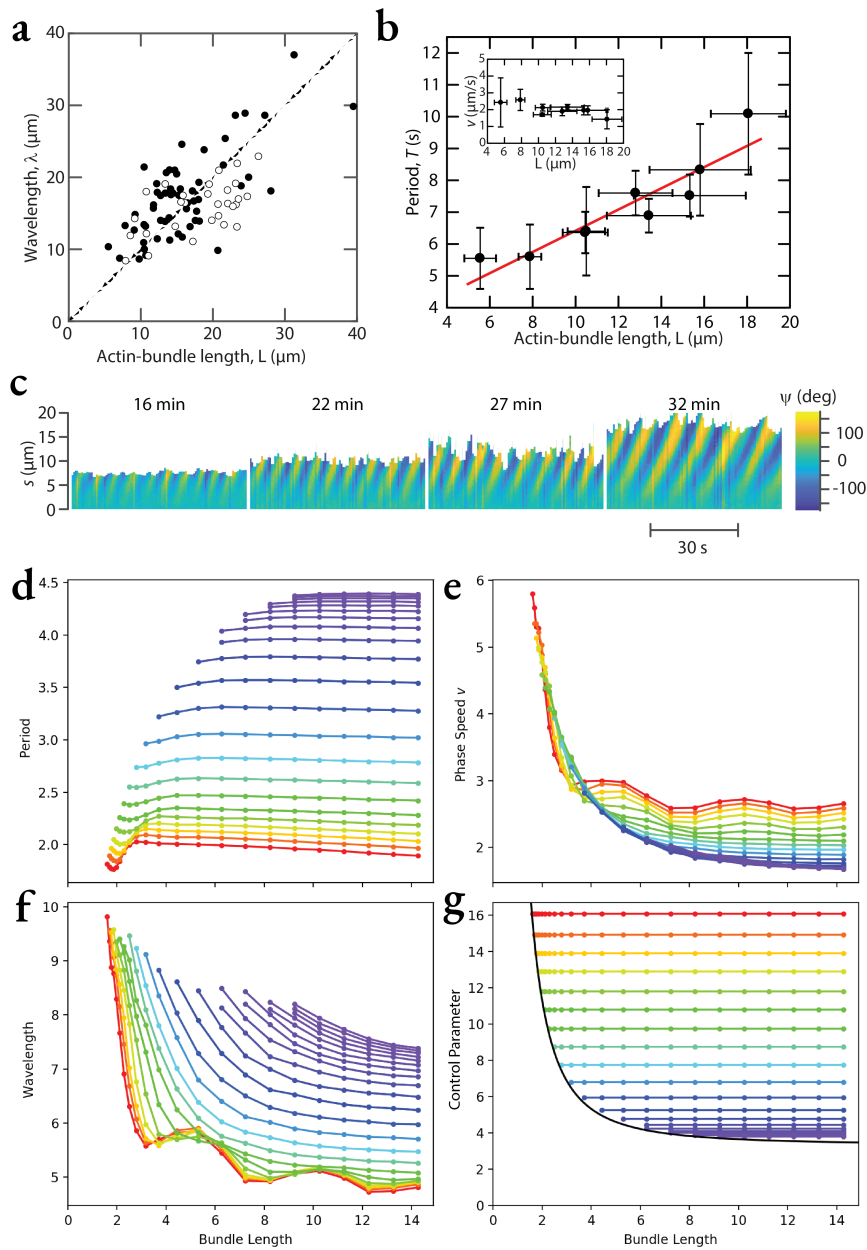 a
40
30
20
10
0
Wavelength, λ (μm)
0 10 20 30 40
Actin-bundle length, L (μm)
b
12
11
10
9
8
7
6
5
4
Period, T (s)
4 6 8 10 12 14 16 18 20
Actin-bundle length, L (μm)
5
4
3
2
1
0
v (μm/s)
4 6 8 10 12 14 16 18 20
L (μm)
c
16 min 22 min 27 min 32 min
20
15
10
5
0
s (μm)
ψ (deg)
100
0
-100
30 s
d
4.5
4.0
3.5
3.0
2.5
2.0
Period
e
6
5
4
3
2
Phase Speed v
f
10
9
8
7
6
5
Wavelength
0 2 4 6 8 10 12 14
Bundle Length
g
16
14
12
10
8
6
4
2
0
Control Parameter
0 2 4 6 8 10 12 14
Bundle Length